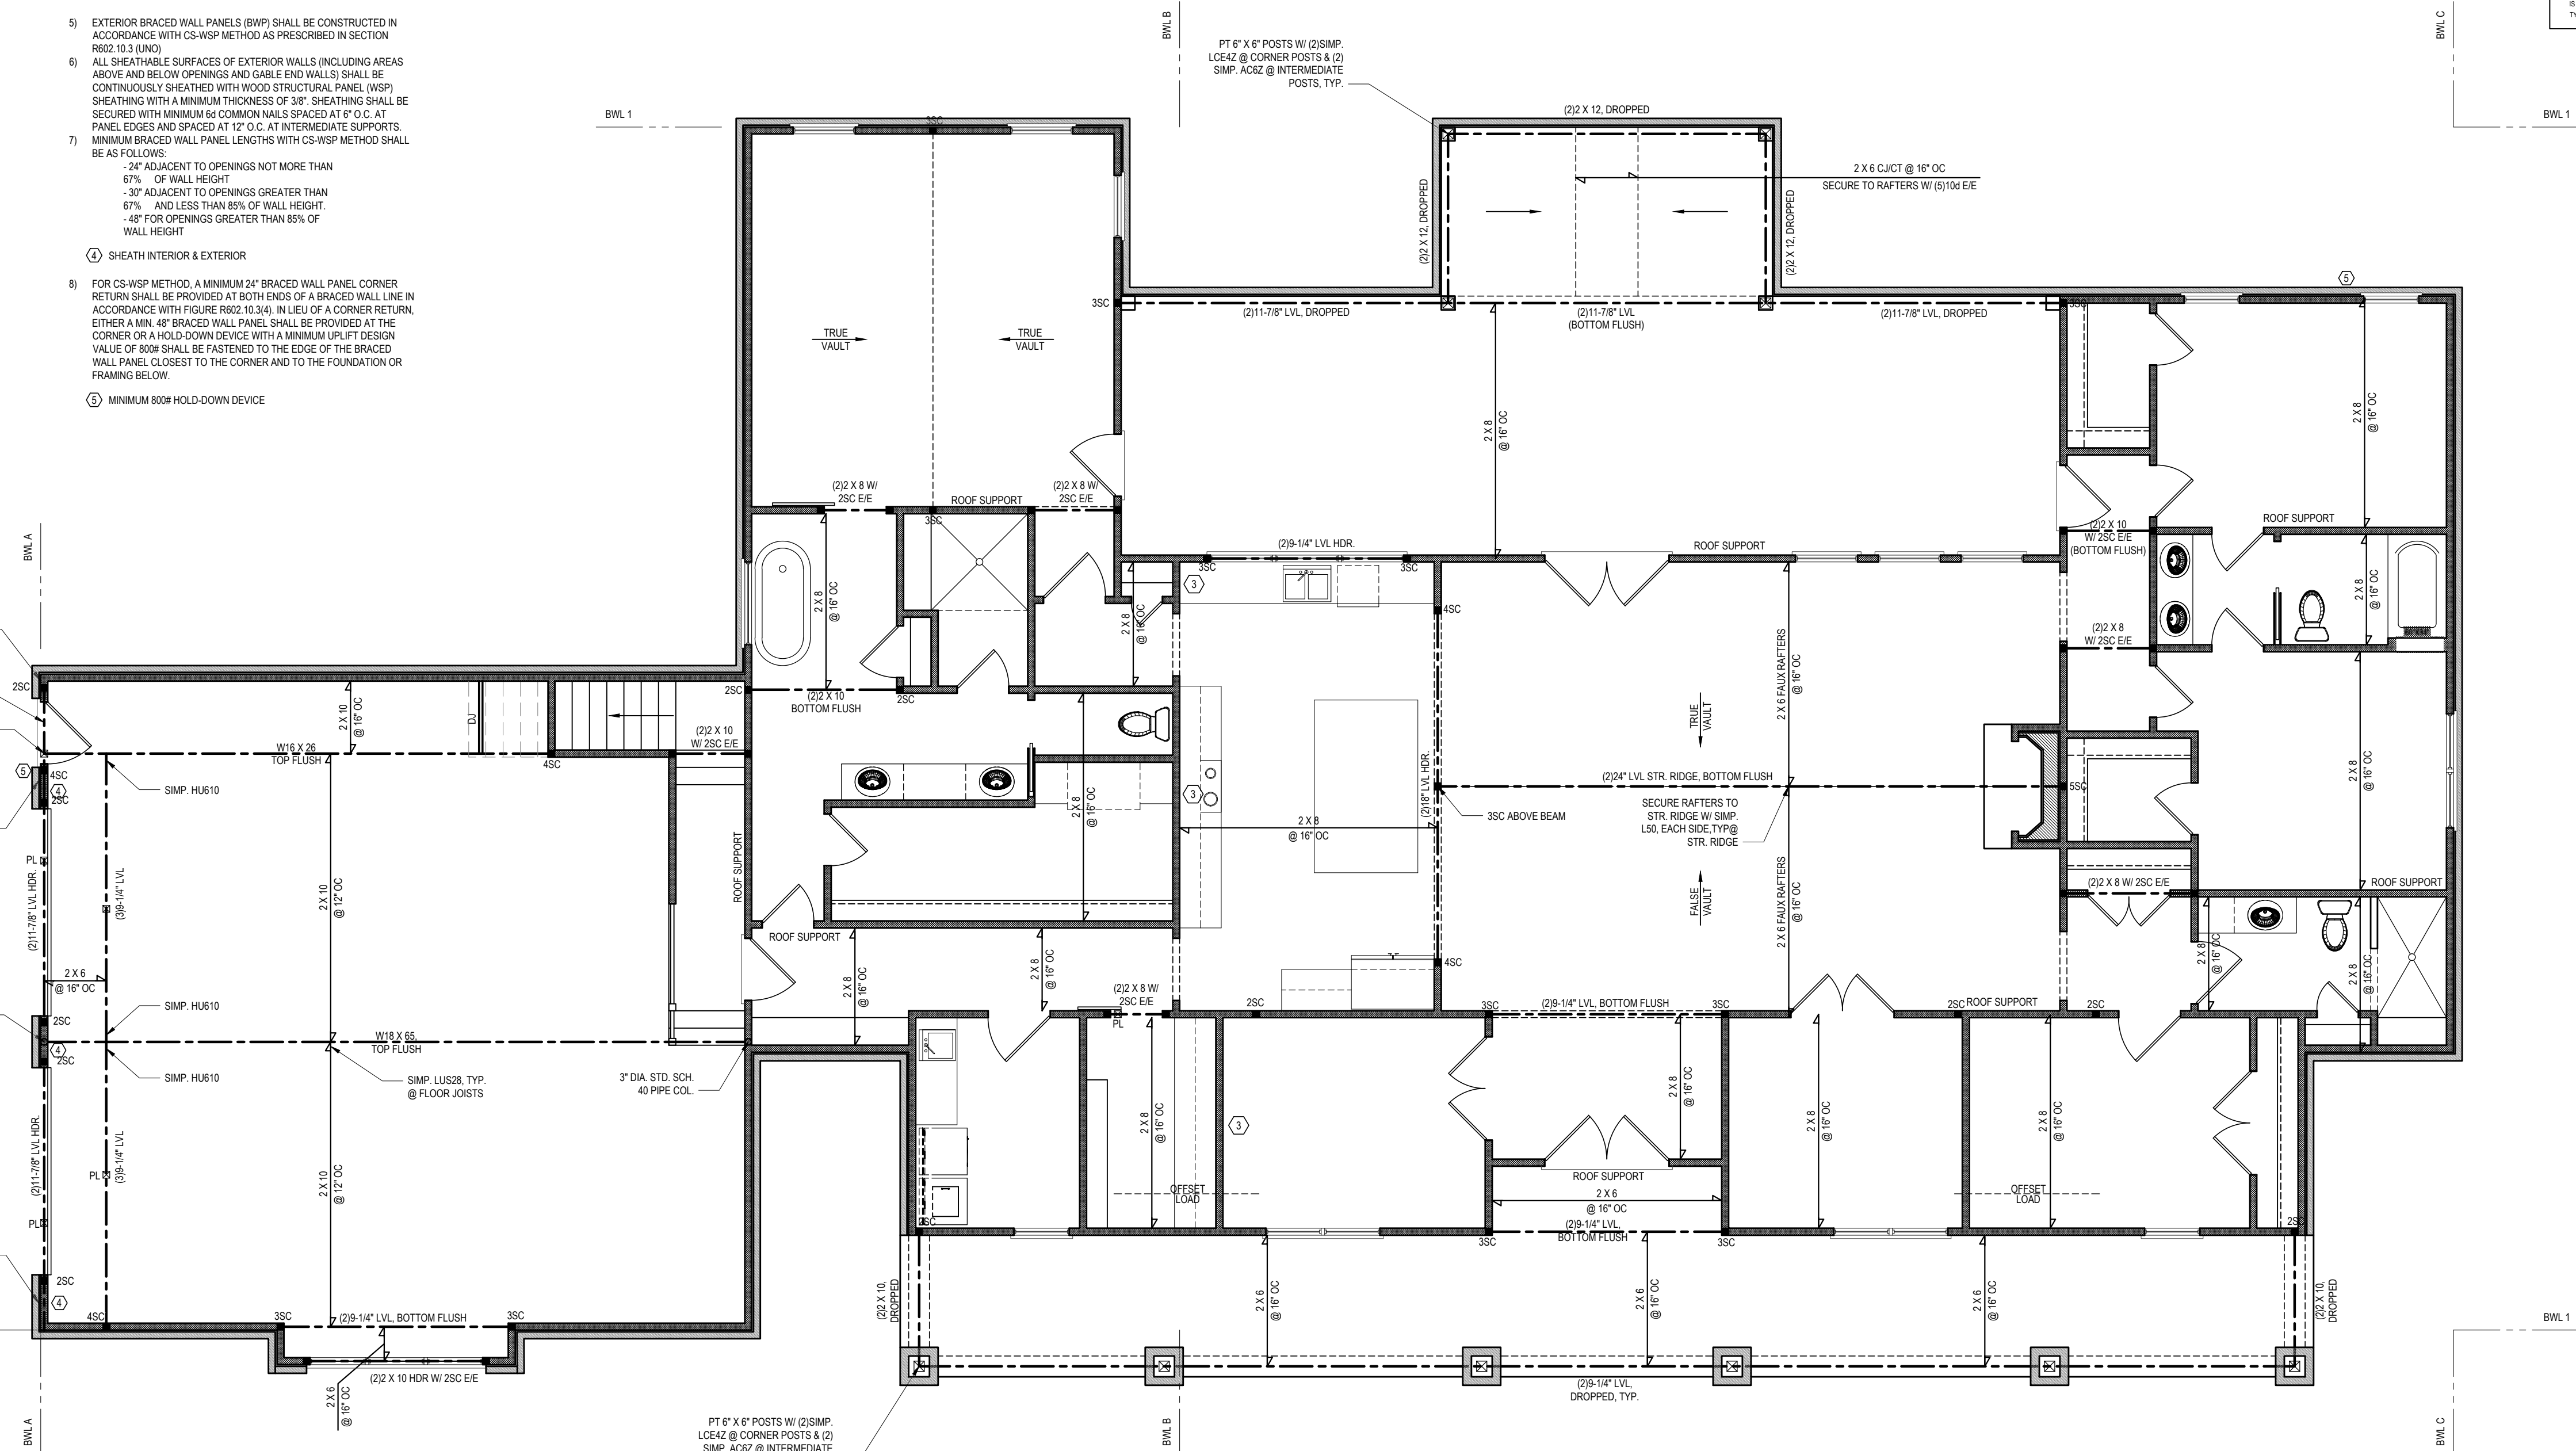 5) EXTERIOR BRACED WALL PANELS (BWP) SHALL BE CONSTRUCTED IN
ACCORDANCE WITH CS-WSP METHOD AS PRESCRIBED IN SECTION
R602.10.3 (UNO)
6) ALL SHEATHABLE SURFACES OF EXTERIOR WALLS (INCLUDING AREAS
ABOVE AND BELOW OPENINGS AND GABLE END WALLS) SHALL BE
CONTINUOUSLY SHEATHED WITH WOOD STRUCTURAL PANEL (WSP)
SHEATHING WITH A MINIMUM THICKNESS OF 3/8". SHEATHING SHALL BE
SECURED WITH MINIMUM 6d COMMON NAILS SPACED AT 6" O.C. AT
PANEL EDGES AND SPACED AT 12" O.C. AT INTERMEDIATE SUPPORTS.
7) MINIMUM BRACED WALL PANEL LENGTHS WITH CS-WSP METHOD SHALL
BE AS FOLLOWS:
- 24" ADJACENT TO OPENINGS NOT MORE THAN
67% OF WALL HEIGHT
- 30" ADJACENT TO OPENINGS GREATER THAN
67% AND LESS THAN 85% OF WALL HEIGHT.
- 48" FOR OPENINGS GREATER THAN 85% OF
WALL HEIGHT
4 SHEATH INTERIOR & EXTERIOR
8) FOR CS-WSP METHOD, A MINIMUM 24" BRACED WALL PANEL CORNER
RETURN SHALL BE PROVIDED AT BOTH ENDS OF A BRACED WALL LINE IN
ACCORDANCE WITH FIGURE R602.10.3(4). IN LIEU OF A CORNER RETURN,
EITHER A MIN. 48" BRACED WALL PANEL SHALL BE PROVIDED AT THE
CORNER OR A HOLD-DOWN DEVICE WITH A MINIMUM UPLIFT DESIGN
VALUE OF 800# SHALL BE FASTENED TO THE EDGE OF THE BRACED
WALL PANEL CLOSEST TO THE CORNER AND TO THE FOUNDATION OR
FRAMING BELOW.
5 MINIMUM 800# HOLD-DOWN DEVICE
BWL B
BWL C
IS
BWL 1
BWL 1
PT 6" X 6" POSTS W/ (2)SIMP.
LCE4Z @ CORNER POSTS & (2)
SIMP. AC6Z @ INTERMEDIATE
POSTS, TYP.
(2)2 X 12, DROPPED
(2)2 X 12, DROPPED
(2)2 X 12, DROPPED
2 X 6 CJ/CT @ 16" OC
SECURE TO RAFTERS W/ (5)10d E/E
3SC
3SC
(2)11-7/8" LVL, DROPPED
(2)11-7/8" LVL
(BOTTOM FLUSH)
(2)11-7/8" LVL, DROPPED
3SC
5
TRUE
VAULT
TRUE
VAULT
2 X 8
@ 16" OC
2 X 8
@ 16" OC
(2)2 X 8 W/
2SC E/E
ROOF SUPPORT
3SC
(2)2 X 8 W/
2SC E/E
(2)9-1/4" LVL HDR.
3SC
3SC
ROOF SUPPORT
(2)2 X 10
W/ 2SC E/E
(BOTTOM FLUSH)
ROOF SUPPORT
BWL A
3
4SC
2 X 8
@ 16" OC
2 X 8
@ 16" OC
2 X 8
@ 16" OC
(2)2 X 8
W/ 2SC E/E
2 X 6 FAUX RAFTERS
@ 16" OC
2SC
2 X 10
@ 16" OC
DJ
2SC
(2)2 X 10
BOTTOM FLUSH
2SC
(2)2 X 10
W/ 2SC E/E
W16 X 26
TOP FLUSH
4SC
TRUE
VAULT
5
4SC
4
2SC
SIMP. HU610
2 X 8
@ 16" OC
3
(2)18" LVL HDR.
(2)24" LVL STR. RIDGE, BOTTOM FLUSH
5SC
3SC ABOVE BEAM
SECURE RAFTERS TO
STR. RIDGE W/ SIMP.
L50, EACH SIDE,TYP@
STR. RIDGE
2 X 8
@ 16" OC
2 X 8
@ 16" OC
PL
(2)11-7/8" LVL HDR.
(3)9-1/4" LVL
2 X 10
@ 12" OC
ROOF SUPPORT
FALSE
VAULT
2 X 6 FAUX RAFTERS
@ 16" OC
(2)2 X 8 W/ 2SC E/E
ROOF SUPPORT
ROOF SUPPORT
2 X 8
@ 16" OC
2 X 8
@ 16" OC
4SC
2 X 8
@ 16" OC
2 X 8
@ 16" OC
2 X 6
@ 16" OC
SIMP. HU610
2SC
4
2SC
W18 X 65,
TOP FLUSH
SIMP. HU610
SIMP. LUS28, TYP.
@ FLOOR JOISTS
3" DIA. STD. SCH.
40 PIPE COL.
(2)2 X 8 W/
2SC E/E
PL
2SC
3SC
(2)9-1/4" LVL, BOTTOM FLUSH
3SC
2SC
ROOF SUPPORT
2SC
2 X 8
@ 16" OC
3
2 X 8
@ 16" OC
2 X 8
@ 16" OC
2 X 8
@ 16" OC
(2)11-7/8" LVL HDR.
PL
(3)9-1/4" LVL
PL
2 X 10
@ 12" OC
OFFSET
LOAD
ROOF SUPPORT
2 X 6
@ 16" OC
OFFSET
LOAD
(2)9-1/4" LVL,
BOTTOM FLUSH
3SC
3SC
2SC
2SC
2SC
4
4SC
3SC
(2)9-1/4" LVL, BOTTOM FLUSH
3SC
(2)2 X 10 HDR W/ 2SC E/E
2 X 6
@ 16" OC
(2)2 X 10,
DROPPED
2 X 6
@ 16" OC
2 X 6
@ 16" OC
2 X 6
@ 16" OC
(2)2 X 10,
DROPPED
BWL 1
(2)9-1/4" LVL,
DROPPED, TYP.
BWL A
PT 6" X 6" POSTS W/ (2)SIMP.
LCE4Z @ CORNER POSTS & (2)
SIMP. AC6Z @ INTERMEDIATE
BWL B
BWL C